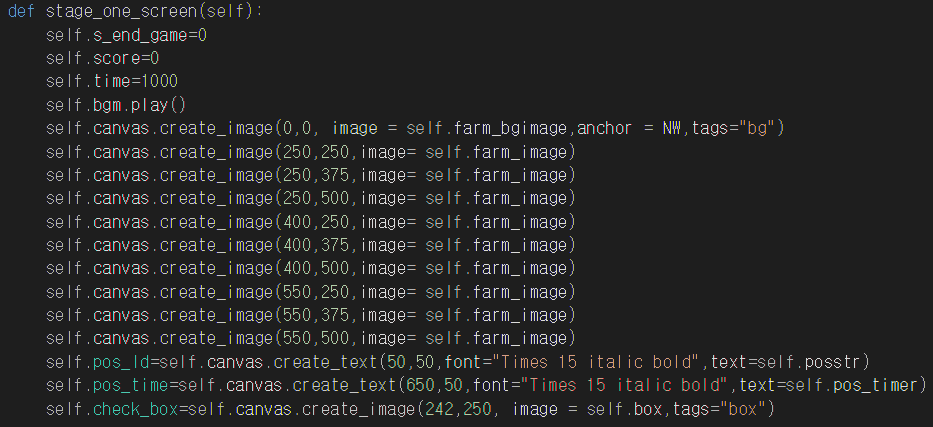 def stage_one_screen(self):
    self.s_end_game=0
    self.score=0
    self.time=1000
    self.bgm.play()
    self.canvas.create_image(0,0, image = self.farm_bgimage,anchor = NW,tags="bg")
    self.canvas.create_image(250,250,image= self.farm_image)
    self.canvas.create_image(250,375,image= self.farm_image)
    self.canvas.create_image(250,500,image= self.farm_image)
    self.canvas.create_image(400,250,image= self.farm_image)
    self.canvas.create_image(400,375,image= self.farm_image)
    self.canvas.create_image(400,500,image= self.farm_image)
    self.canvas.create_image(550,250,image= self.farm_image)
    self.canvas.create_image(550,375,image= self.farm_image)
    self.canvas.create_image(550,500,image= self.farm_image)
    self.pos_ld=self.canvas.create_text(50,50,font="Times 15 italic bold",text=self.posstr)
    self.pos_time=self.canvas.create_text(650,50,font="Times 15 italic bold",text=self.pos_timer)
    self.check_box=self.canvas.create_image(242,250, image = self.box,tags="box")